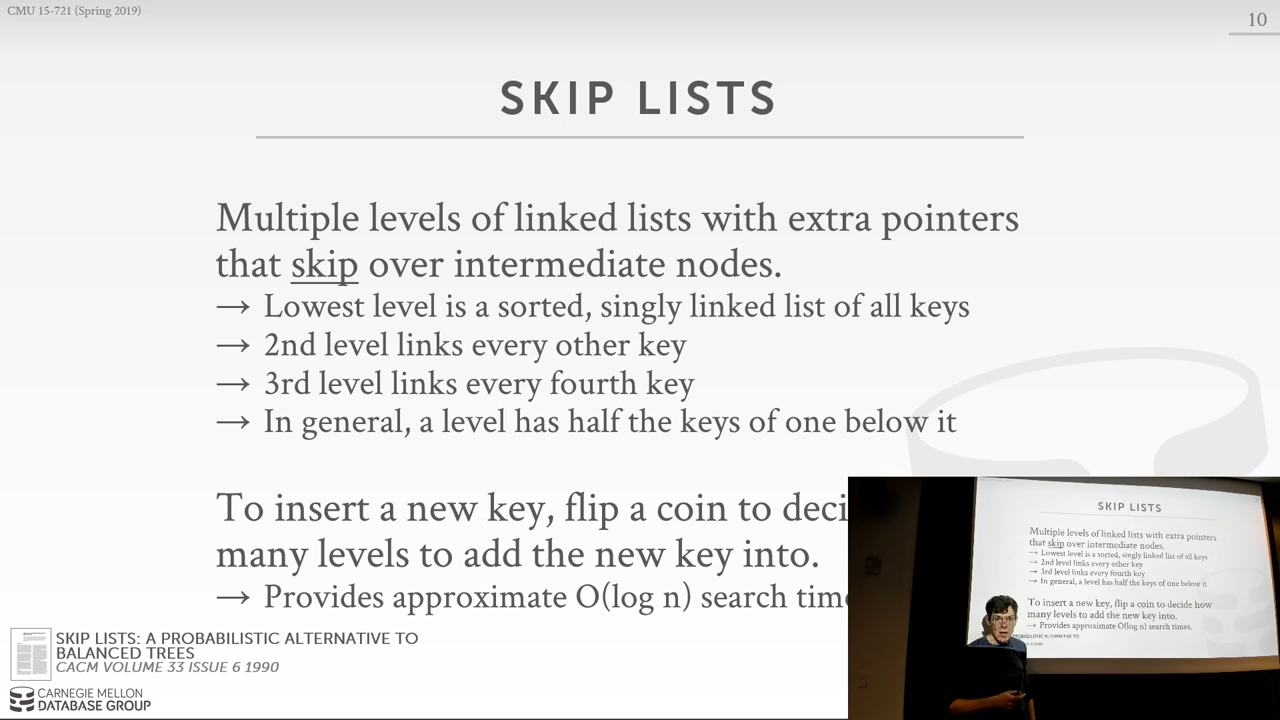 CMU 15-721 (Spring 2019)
10
SKIP LISTS
Multiple levels of linked lists with extra pointers
that skip over intermediate nodes.
→ Lowest level is a sorted, singly linked list of all keys
→ 2nd level links every other key
→ 3rd level links every fourth key
→ In general, a level has half the keys of one below it
To insert a new key, flip a coin to deci
many levels to add the new key into.
→ Provides approximate O(log n) search time
SKIP LISTS: A PROBABILISTIC ALTERNATIVE TO
BALANCED TREES
CACM VOLUME 33 ISSUE 6 1990
CARNEGIE MELLON
DATABASE GROUP
SKIP LISTS
Multiple levels of linked lists with extra pointers
that skip over intermediate nodes.
→ Lowest level is a sorted, singly linked list of all keys
→ 2nd level links every other key
→ 3rd level links every fourth key
→ In general, a level has half the keys of one below it
To insert a new key, flip a coin to decide how
many levels to add the new key into.
→ Provides approximate O(log n) search times.